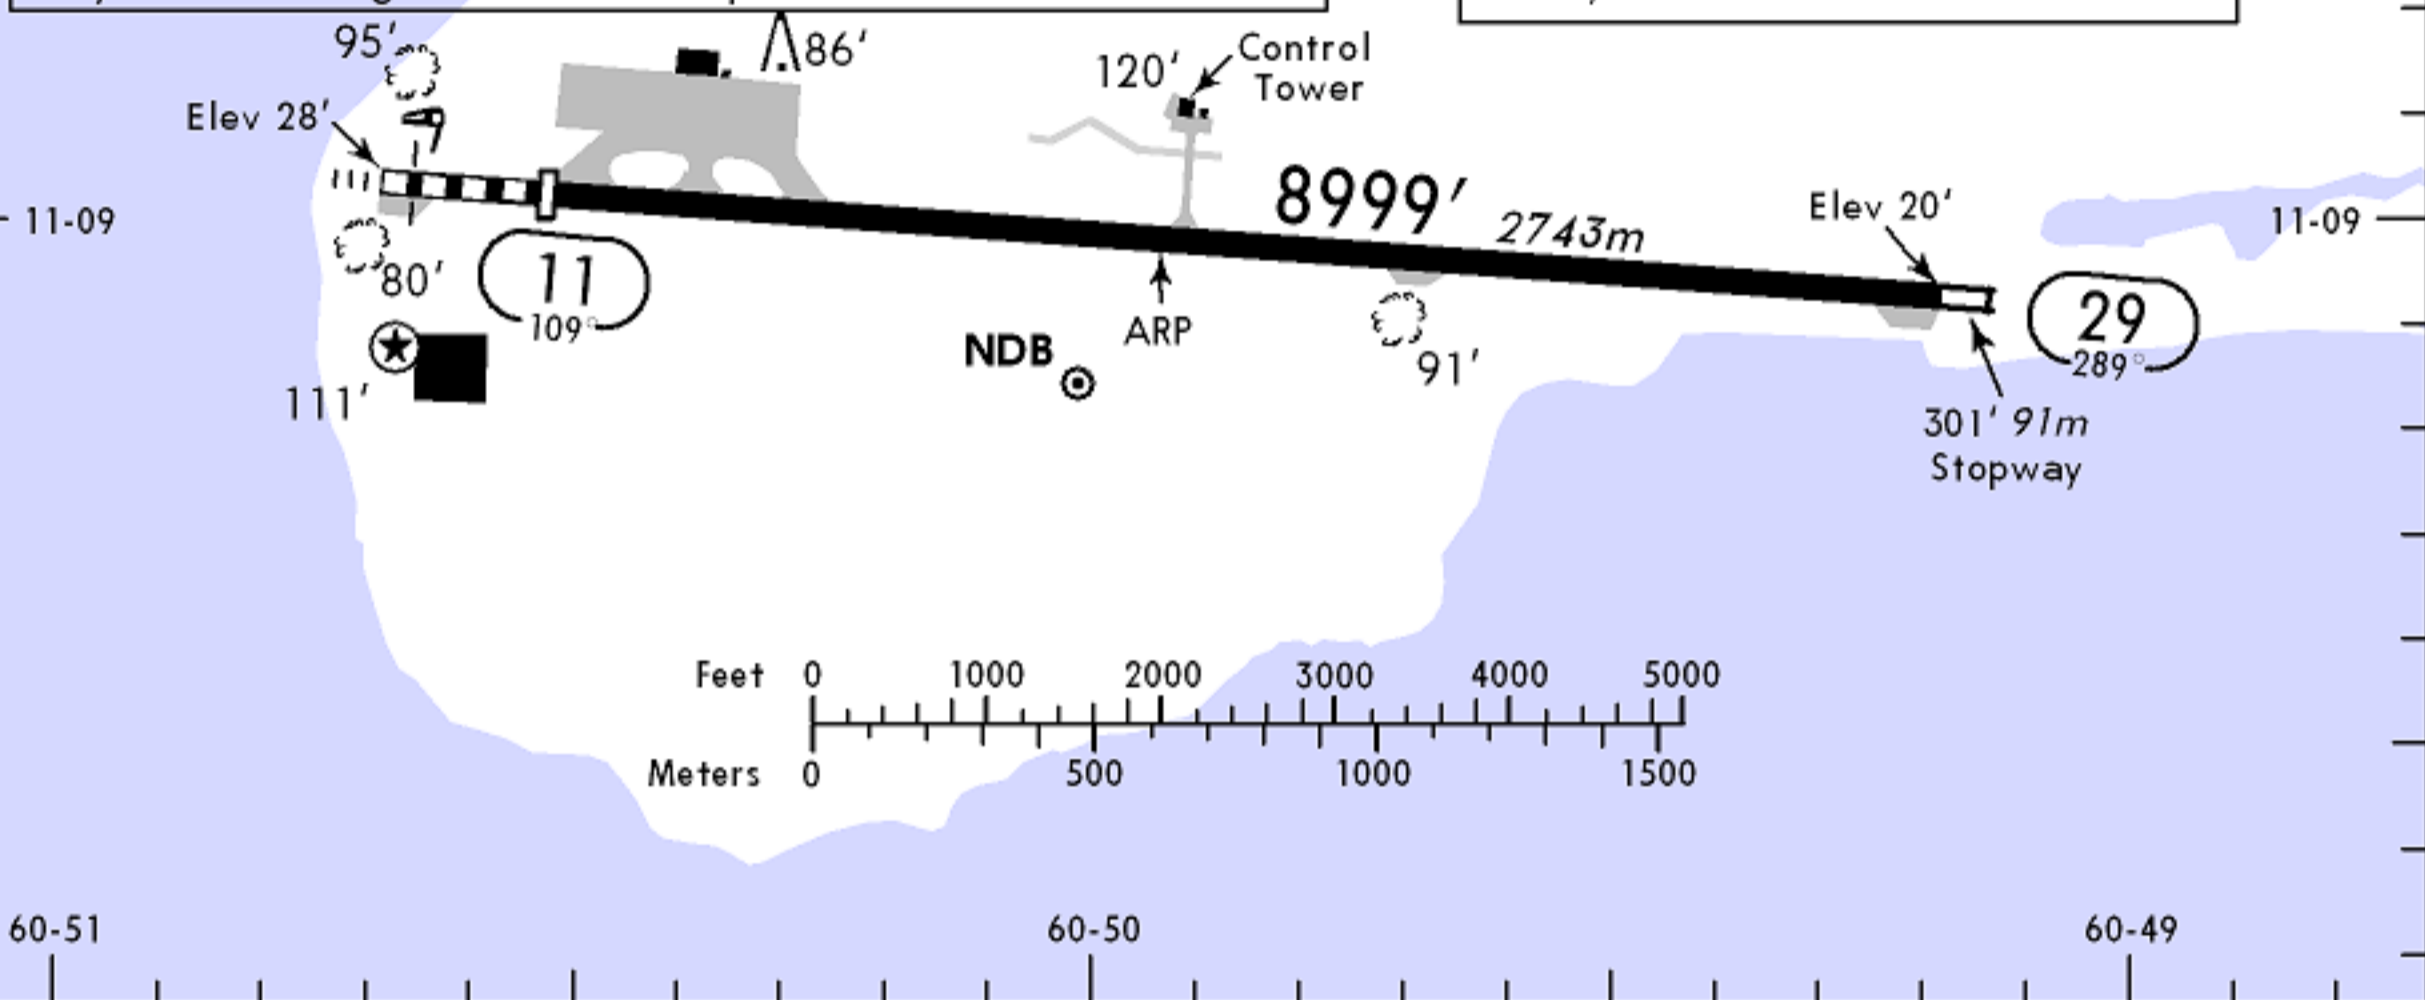 95'
86'
120'
Control
Tower
Elev 28'
11-09
8999' 2743m
Elev 20'
11-09
80'
11
109°
ARP
NDB
91'
29
289°
111'
301' 91m
Stopway
Feet 0 1000 2000 3000 4000 5000
Meters 0 500 1000 1500
60-51 60-50 60-49